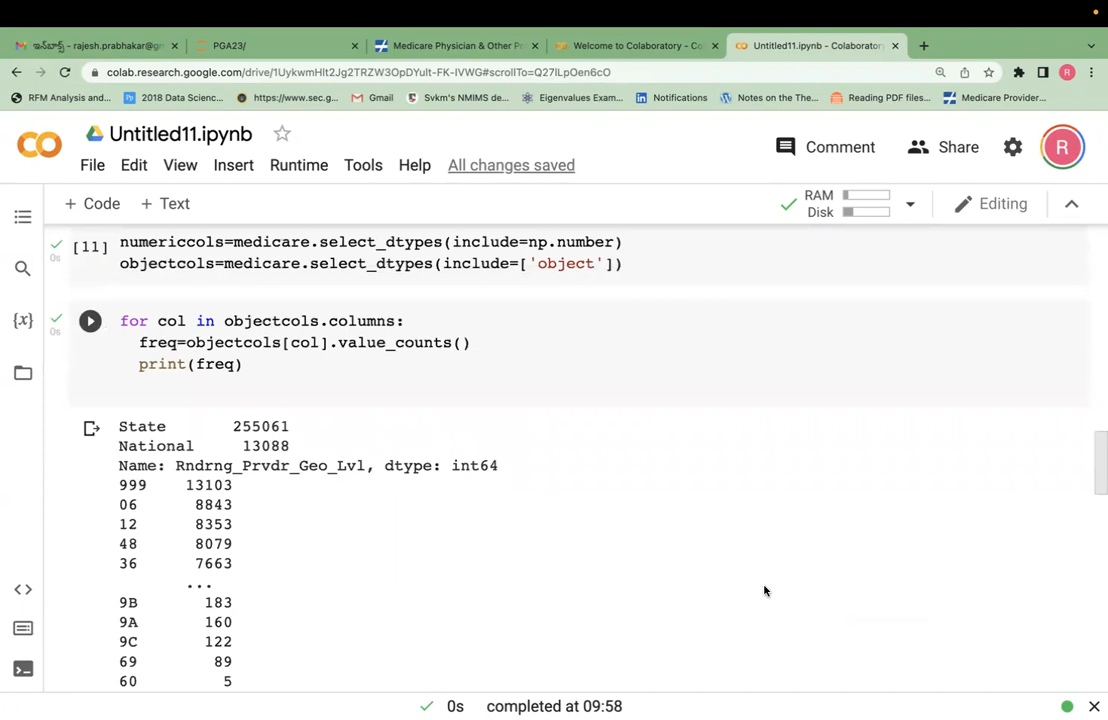 ఇన్‌బాక్స్ - rajesh.prabhakar@gm
PGA23/
Medicare Physician & Other Pr
Welcome to Colaboratory - Co
Untitled11.ipynb - Colaborator
colab.research.google.com/drive/1UykwmHlt2Jg2TRZW3OpDYult-FK-IVWG#scrollTo=Q27lLpOen6cO
R
RFM Analysis and...
2018 Data Scienc...
https://www.sec.g...
Gmail
Svkm's NMIMS de...
Eigenvalues Exam...
Notifications
Notes on the The...
Reading PDF files...
Medicare Provider...
Untitled11.ipynb
File Edit View Insert Runtime Tools Help All changes saved
Comment
Share
R
+ Code + Text
RAM
Disk
Editing
[11] numericcols=medicare.select_dtypes(include=np.number)
0s
objectcols=medicare.select_dtypes(include=['object'])
for col in objectcols.columns:
0s
freq=objectcols[col].value_counts()
print(freq)
State 255061
National 13088
Name: Rndrng_Prvdr_Geo_Lvl, dtype: int64
999 13103
06 8843
12 8353
48 8079
36 7663
...
9B 183
9A 160
9C 122
69 89
60 5
0s completed at 09:58